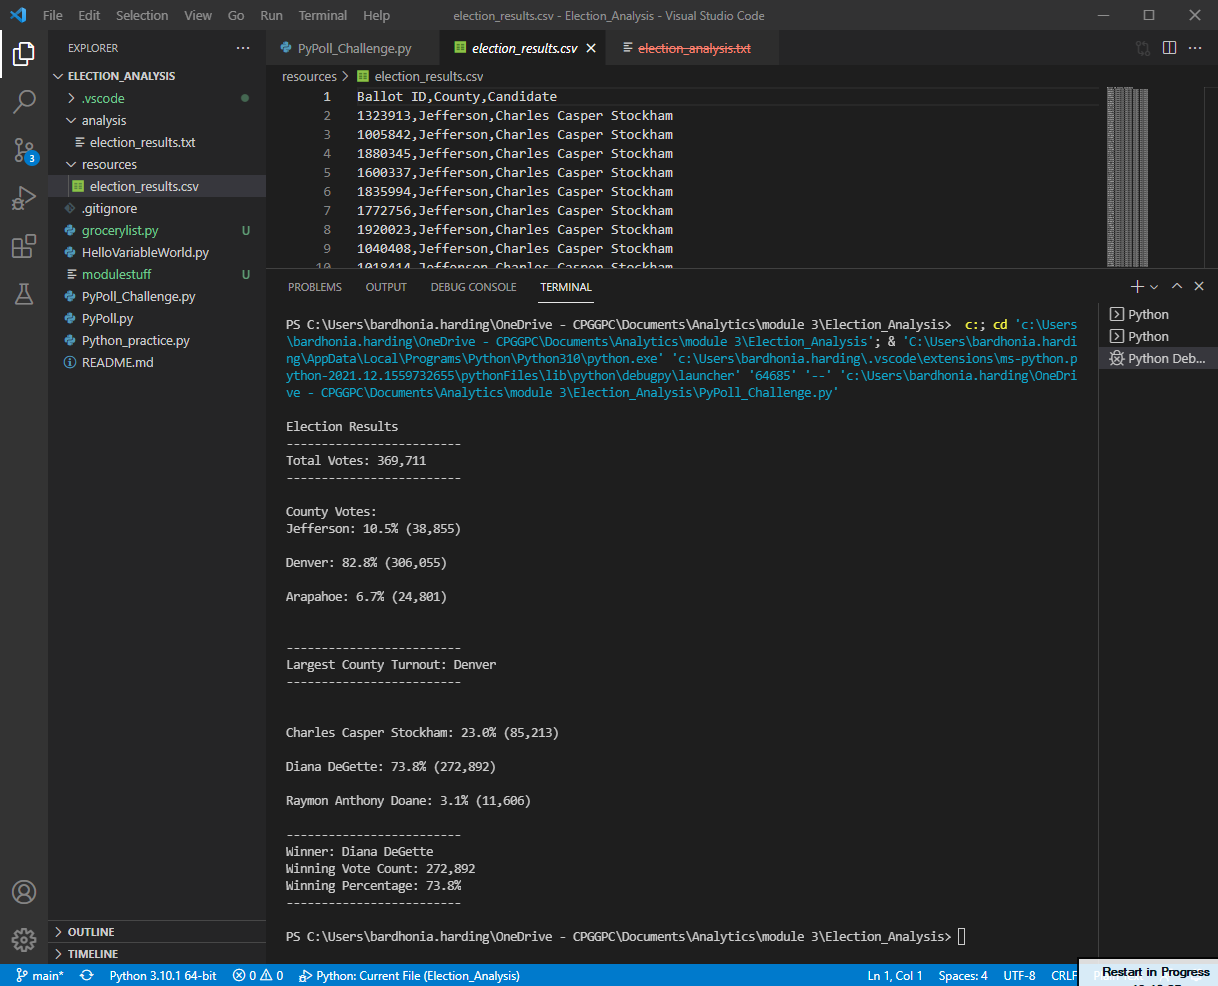 File Edit Selection View Go Run Terminal Help election_results.csv - Election_Analysis - Visual Studio Code
EXPLORER
ELECTION_ANALYSIS
.vscode
analysis
election_results.txt
resources
election_results.csv
.gitignore
grocerylist.py U
HelloVariableWorld.py
modulestuff U
PyPoll_Challenge.py
PyPoll.py
Python_practice.py
README.md
OUTLINE
TIMELINE
PyPoll_Challenge.py election_results.csv election_analysis.txt
resources > election_results.csv
1 Ballot ID,County,Candidate
2 1323913,Jefferson,Charles Casper Stockham
3 1005842,Jefferson,Charles Casper Stockham
4 1880345,Jefferson,Charles Casper Stockham
5 1600337,Jefferson,Charles Casper Stockham
6 1835994,Jefferson,Charles Casper Stockham
7 1772756,Jefferson,Charles Casper Stockham
8 1920023,Jefferson,Charles Casper Stockham
9 1040408,Jefferson,Charles Casper Stockham
10 1018414,Jefferson,Charles Casper Stockham
PROBLEMS OUTPUT DEBUG CONSOLE TERMINAL
PS C:\Users\bardhonia.harding\OneDrive - CPGGPC\Documents\Analytics\module 3\Election_Analysis> c:; cd 'c:\Users
\bardhonia.harding\OneDrive - CPGGPC\Documents\Analytics\module 3\Election_Analysis'; & 'C:\Users\bardhonia.hardi
ng\AppData\Local\Programs\Python\Python310\python.exe' 'c:\Users\bardhonia.harding\.vscode\extensions\ms-python.p
ython-2021.12.1559732655\pythonFiles\lib\python\debugpy\launcher' '64685' '--' 'c:\Users\bardhonia.harding\OneDri
ve - CPGGPC\Documents\Analytics\module 3\Election_Analysis\PyPoll_Challenge.py'
Election Results
-------------------------
Total Votes: 369,711
-------------------------
County Votes:
Jefferson: 10.5% (38,855)
Denver: 82.8% (306,055)
Arapahoe: 6.7% (24,801)
-------------------------
Largest County Turnout: Denver
-------------------------
Charles Casper Stockham: 23.0% (85,213)
Diana DeGette: 73.8% (272,892)
Raymon Anthony Doane: 3.1% (11,606)
-------------------------
Winner: Diana DeGette
Winning Vote Count: 272,892
Winning Percentage: 73.8%
-------------------------
PS C:\Users\bardhonia.harding\OneDrive - CPGGPC\Documents\Analytics\module 3\Election_Analysis>
Python
Python
Python Deb...
3
main* Python 3.10.1 64-bit 0 0 Python: Current File (Election_Analysis) Ln 1, Col 1 Spaces: 4 UTF-8 CRLF
Restart in Progress